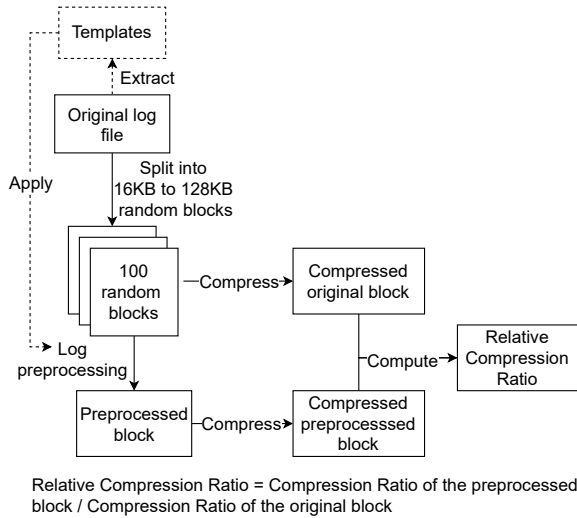 Templates
Extract
Original log
file
Split into
16KB to 128KB
random blocks
Apply
100
random
blocks
Compress
Compressed
original block
Log
preprocessing
Compute
Relative
Compression
Ratio
Preprocessed
block
Compress
Compressed
preprocesssed
block
Relative Compression Ratio = Compression Ratio of the preprocessed
block / Compression Ratio of the original block